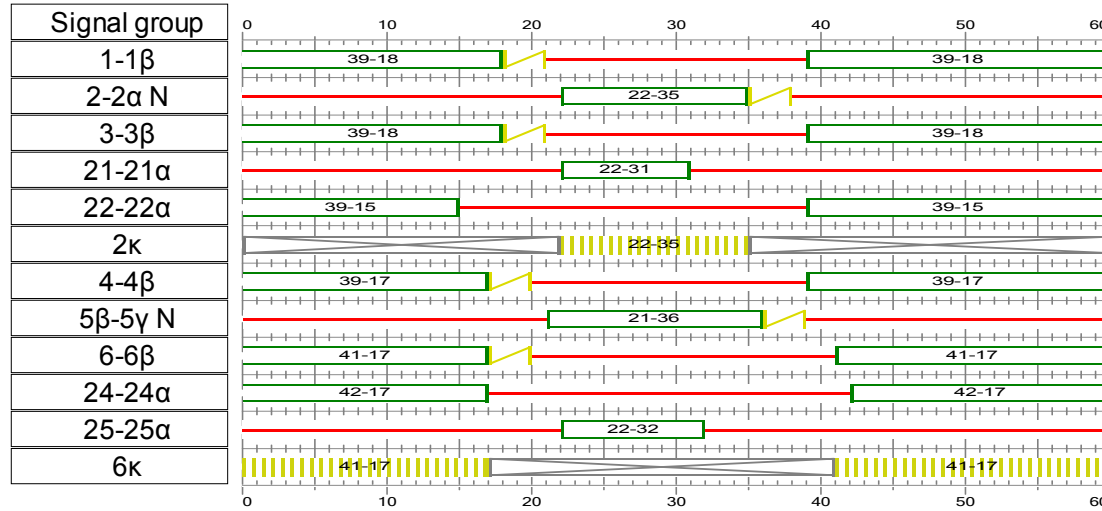 Signal group 0 10 20 30 40 50 60
1-1β 39-18 39-18
2-2α N 22-35
3-3β 39-18 39-18
21-21α 22-31
22-22α 39-15 39-15
2κ 22-35
4-4β 39-17 39-17
5β-5γ N 21-36
6-6β 41-17 41-17
24-24α 42-17 42-17
25-25α 22-32
6κ 41-17 41-17
0 10 20 30 40 50 60